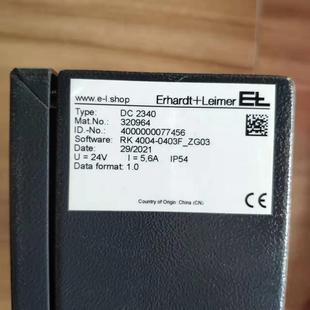 www.e-l.shop Erhardt+Leimer E+L
Type: DC 2340
Mat.No.: 320964
ID.-No.: 4000000077456
Software: RK 4004-0403F_ZG03
Date: 29/2021
U = 24V I = 5,6A IP54
Data format: 1.0
CE
Country of Origin: China (CN)